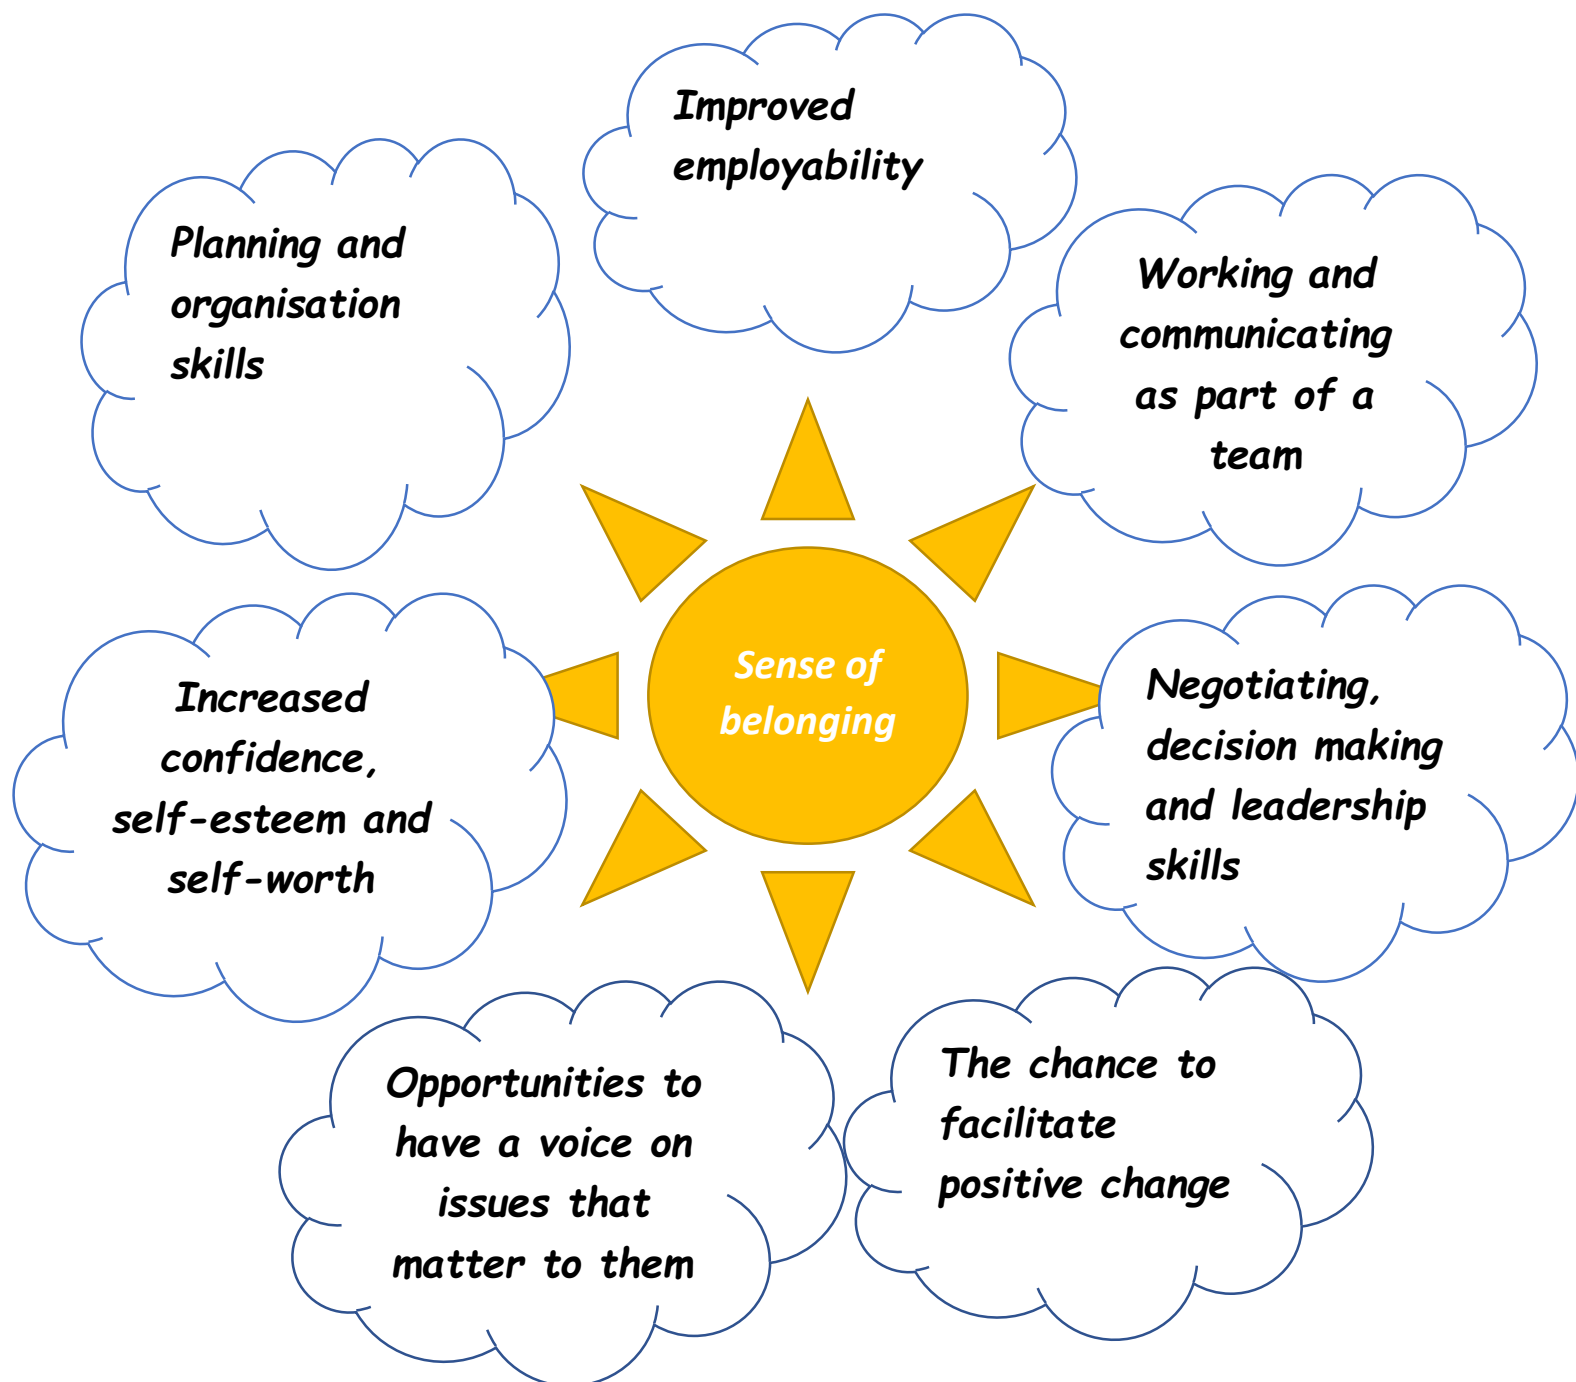 Improved
employability
Planning and
organisation
skills
Working and
communicating
as part of a
team
Sense of
belonging
Increased
confidence,
self-esteem and
self-worth
Negotiating,
decision making
and leadership
skills
Opportunities to
have a voice on
issues that
matter to them
The chance to
facilitate
positive change